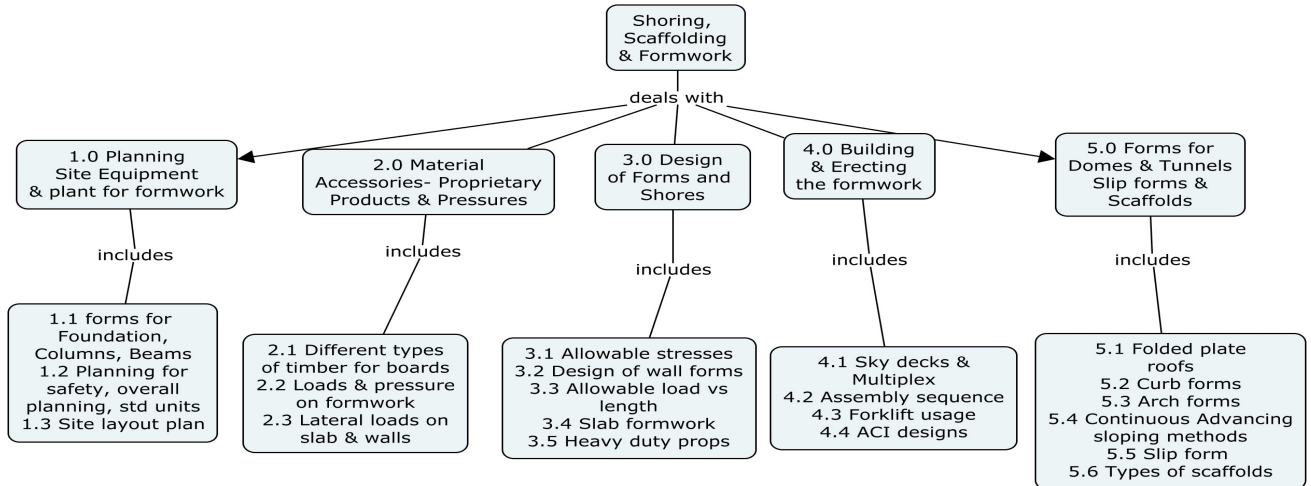 Shoring,
Scaffolding
& Formwork
deals with
1.0 Planning
Site Equipment
& plant for formwork
2.0 Material
Accessories- Proprietary
Products & Pressures
3.0 Design
of Forms and
Shores
4.0 Building
& Erecting
the formwork
5.0 Forms for
Domes & Tunnels
Slip forms &
Scaffolds
includes
includes
includes
includes
includes
1.1 forms for
Foundation,
Columns, Beams
1.2 Planning for
safety, overall
planning, std units
1.3 Site layout plan
2.1 Different types
of timber for boards
2.2 Loads & pressure
on formwork
2.3 Lateral loads on
slab & walls
3.1 Allowable stresses
3.2 Design of wall forms
3.3 Allowable load vs
length
3.4 Slab formwork
3.5 Heavy duty props
4.1 Sky decks &
Multiplex
4.2 Assembly sequence
4.3 Forklift usage
4.4 ACI designs
5.1 Folded plate
roofs
5.2 Curb forms
5.3 Arch forms
5.4 Continuous Advancing
sloping methods
5.5 Slip form
5.6 Types of scaffolds